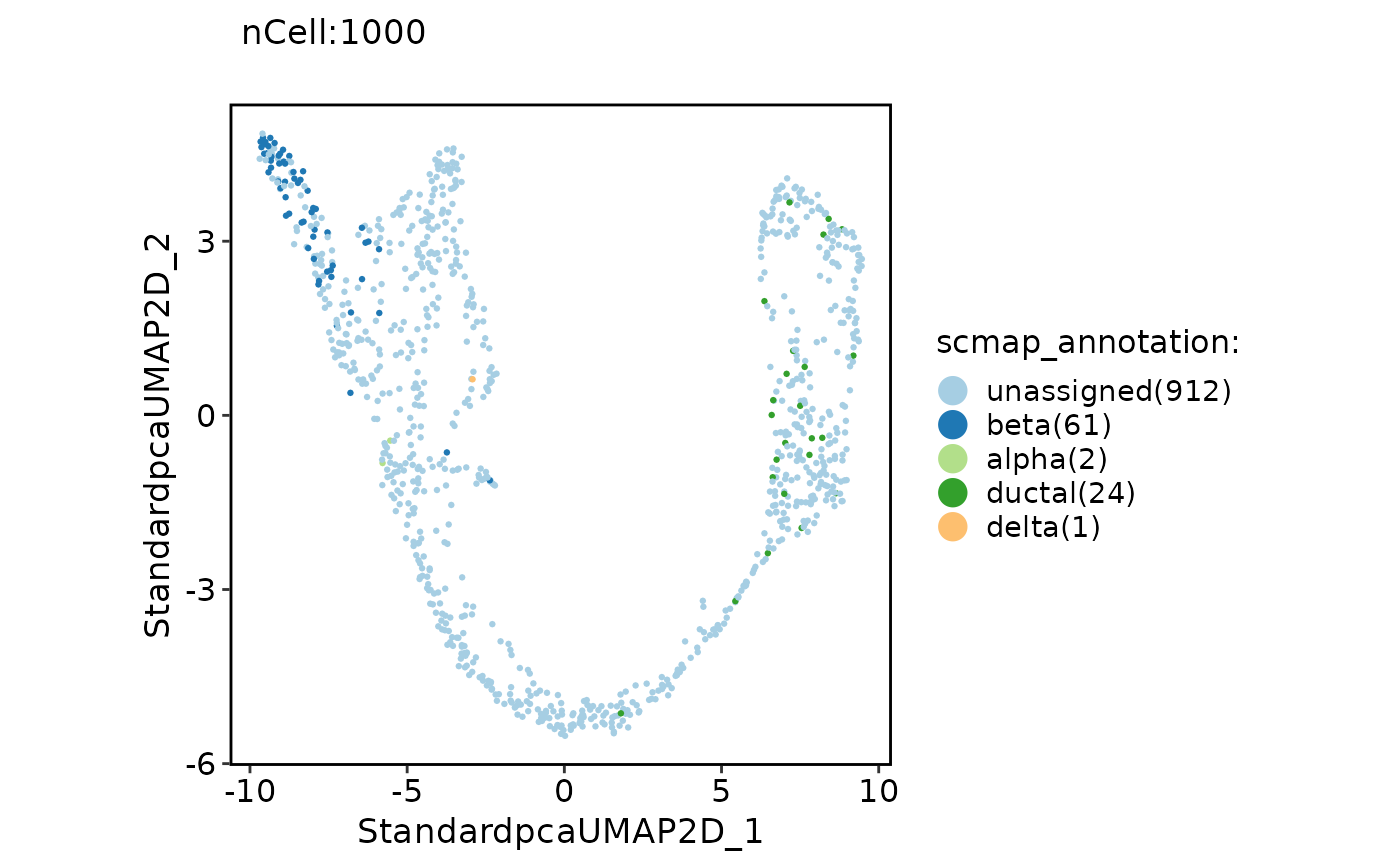 nCell:1000
StandardpcaUMAP2D_2
3
0
-3
-6
-10 -5 0 5 10
StandardpcaUMAP2D_1
scmap_annotation:
unassigned(912)
beta(61)
alpha(2)
ductal(24)
delta(1)